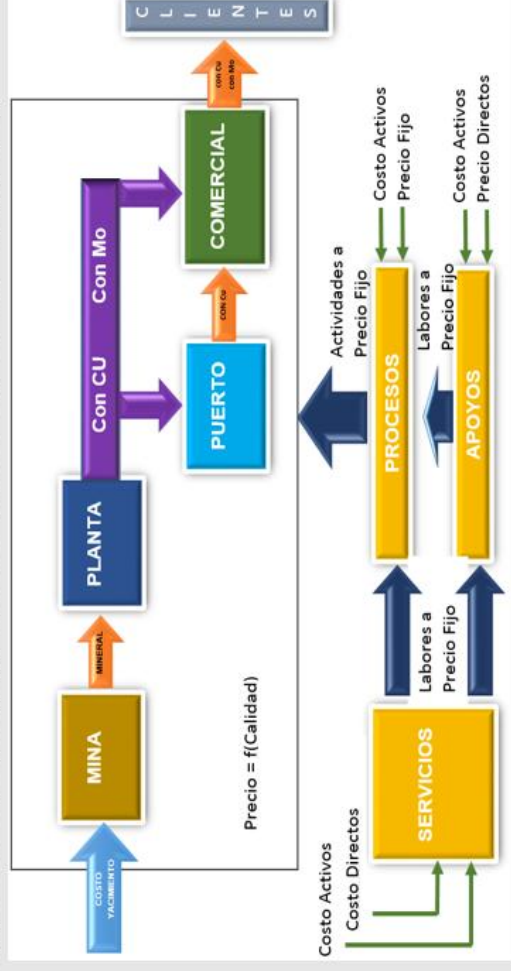 COSTO
YACIMIENTO
MINA
MINERAL
PLANTA
Con CU
Con Mo
PUERTO
CON CU
COMERCIAL
con Cu
con Mo
CLIENTES
Precio = f(Calidad)
Costo Activos
Costo Directos
SERVICIOS
Labores a
Precio Fijo
PROCESOS
Actividades a
Precio Fijo
Costo Activos
Precio Fijo
APOYOS
Labores a
Precio Fijo
Costo Activos
Precio Directos